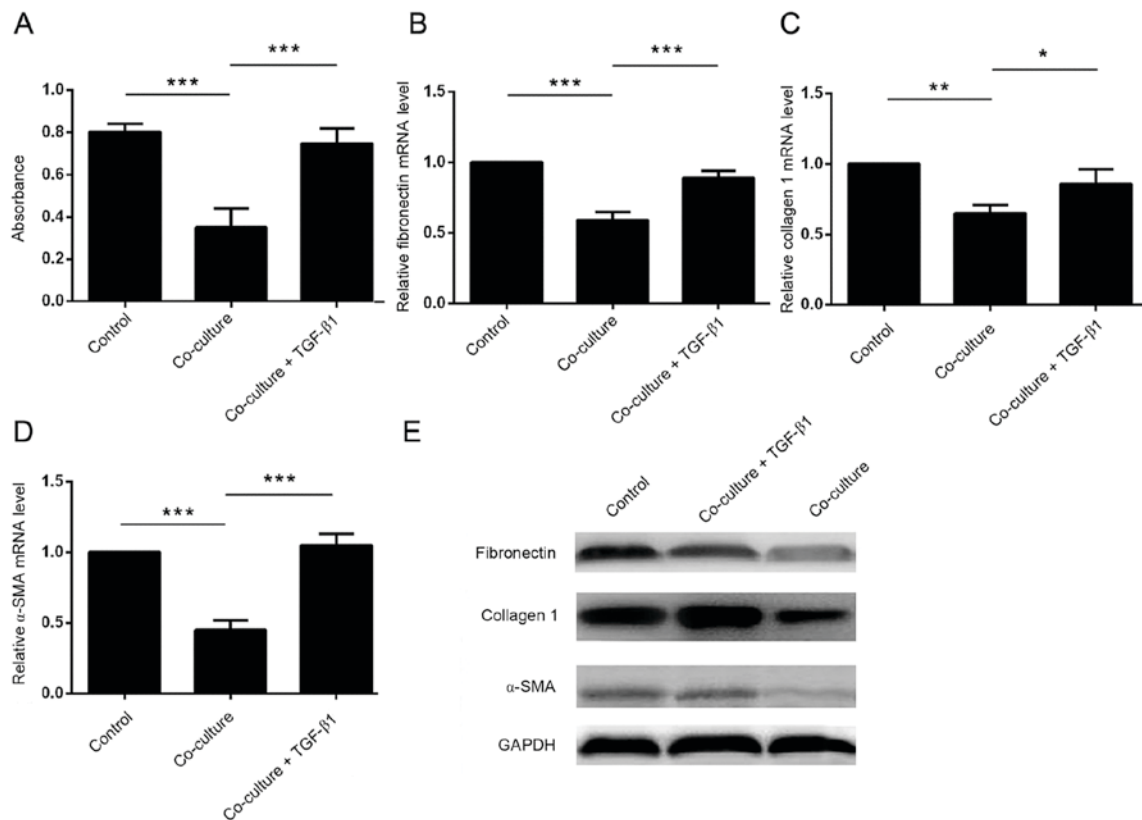 A
***
***
Absorbance
1.0
0.8
0.6
0.4
0.2
0.0
Control
Co-culture
Co-culture + TGF-β1
B
***
***
Relative fibronectin mRNA level
1.5
1.0
0.5
0.0
Control
Co-culture
Co-culture + TGF-β1
C
*
**
Relative collagen 1 mRNA level
1.5
1.0
0.5
0.0
Control
Co-culture
Co-culture + TGF-β1
D
***
***
Relative α-SMA mRNA level
1.5
1.0
0.5
0.0
Control
Co-culture
Co-culture + TGF-β1
E
Control
Co-culture + TGF-β1
Co-culture
Fibronectin
Collagen 1
α-SMA
GAPDH